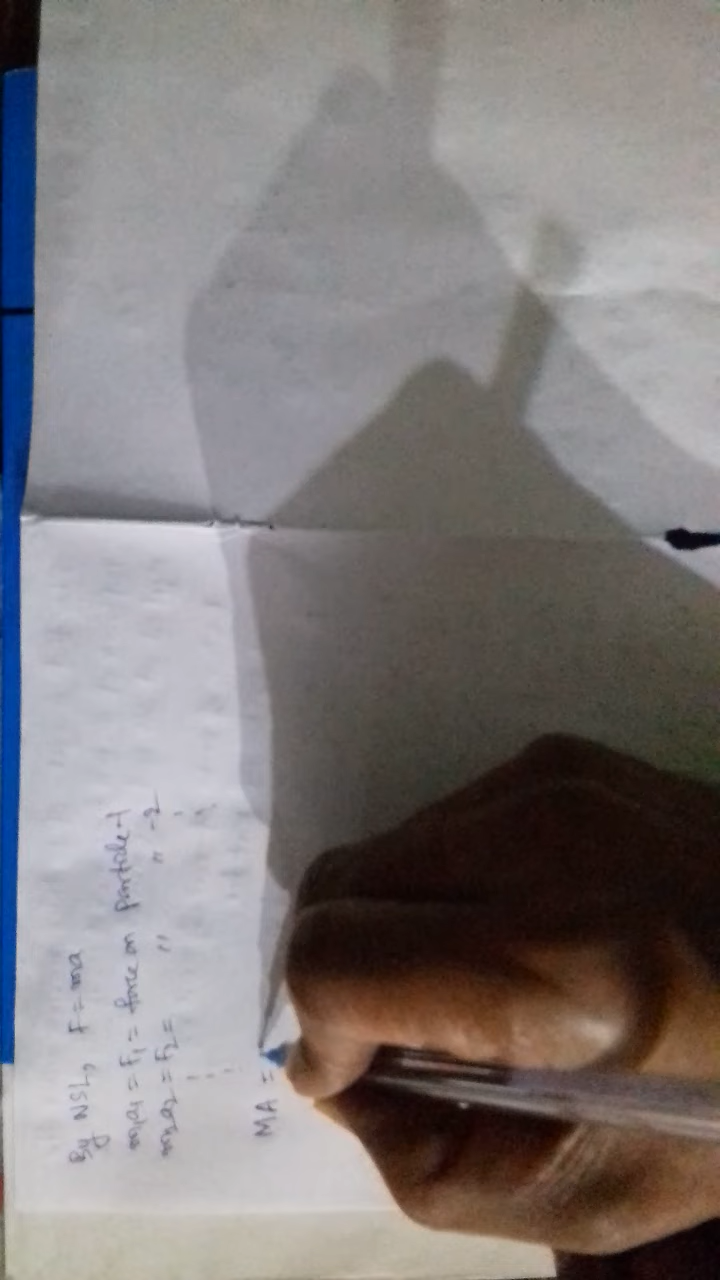 By NSL, F = ma
m₁a₁ = F₁ = force on particle-1
m₂a₂ = F₂ = " " -2
MA =